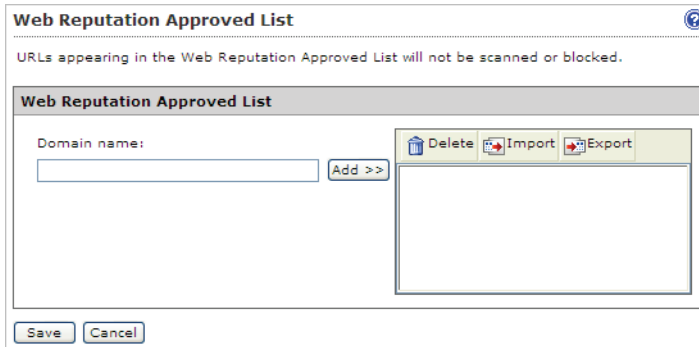 Web Reputation Approved List
?
URLs appearing in the Web Reputation Approved List will not be scanned or blocked.
Web Reputation Approved List
Domain name:
Add >>
Delete Import Export
Save Cancel